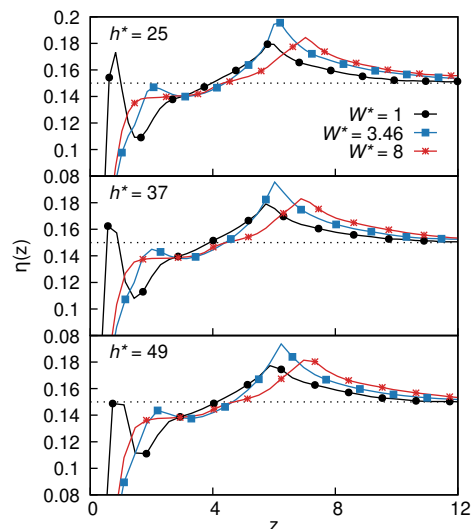 0.2
h* = 25
0.18
0.16
W* = 1
0.14
W* = 3.46
0.12
W* = 8
0.1
0.08
h* = 37
0.18
0.16
η(z)
0.14
0.12
0.1
0.08
h* = 49
0.18
0.16
0.14
0.12
0.1
0.08
0 4 8 12
z